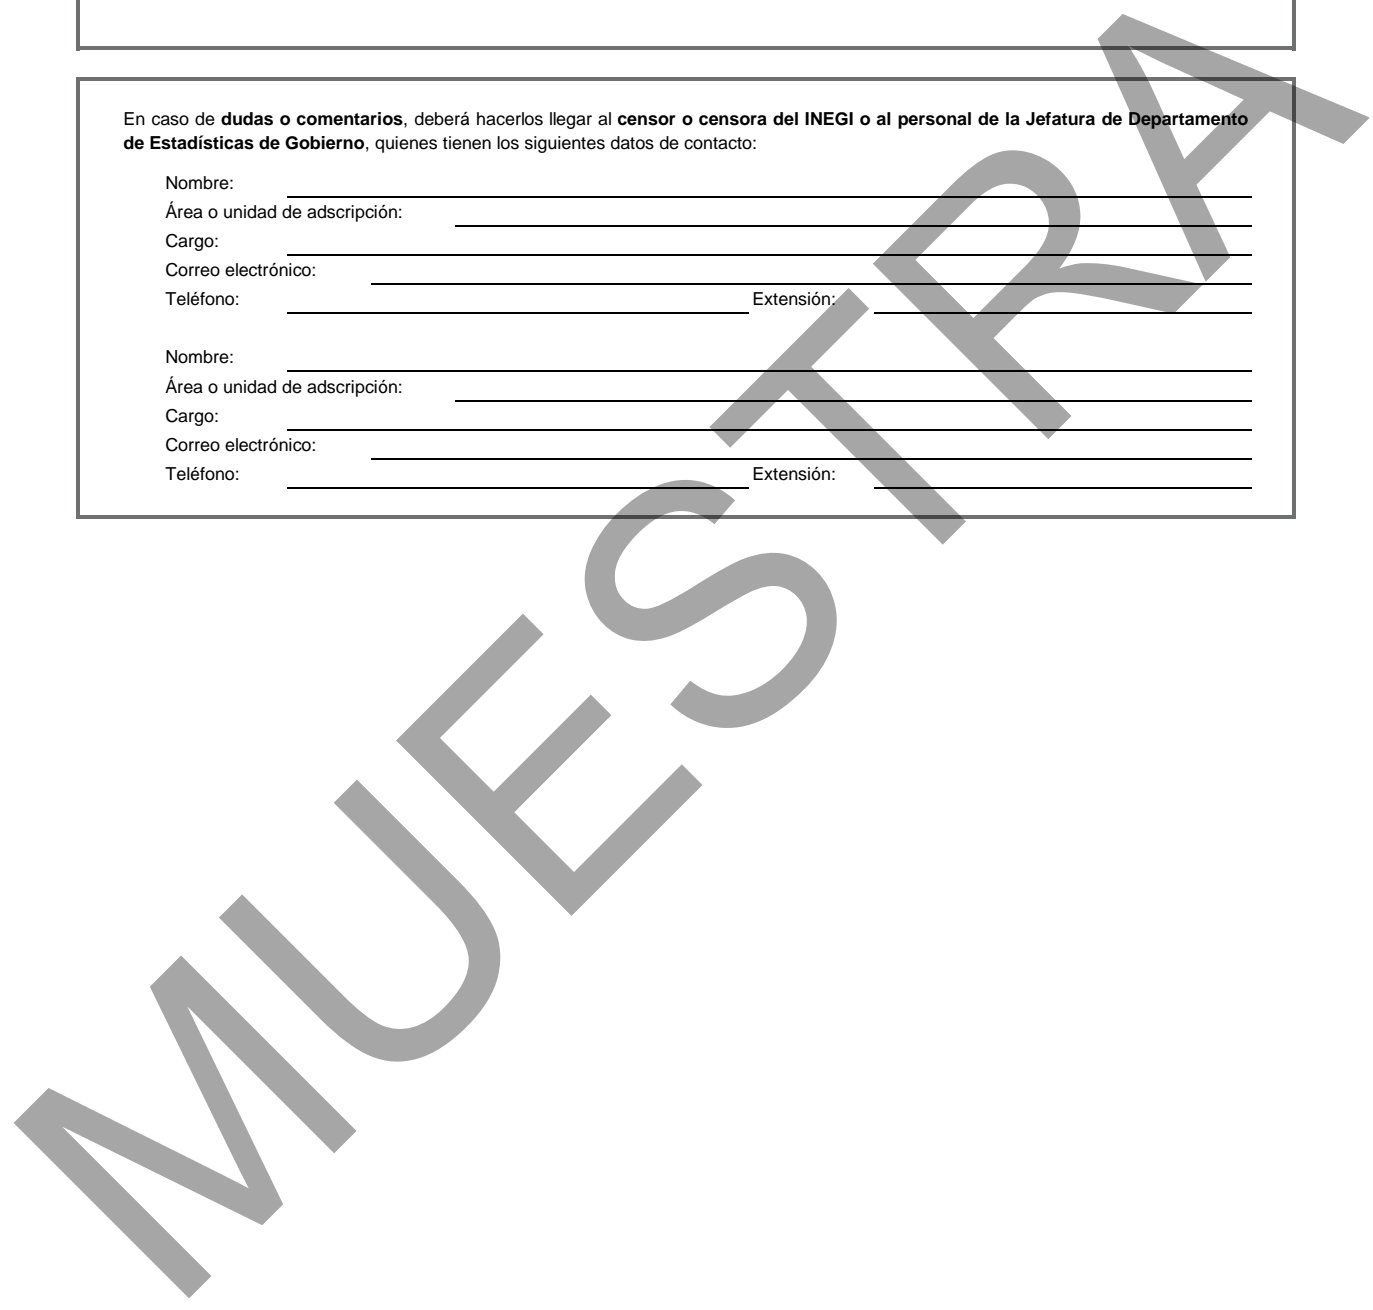 En caso de dudas o comentarios, deberá hacerlos llegar al censor o censora del INEGI o al personal de la Jefatura de Departamento
de Estadísticas de Gobierno, quienes tienen los siguientes datos de contacto:
Nombre:
Área o unidad de adscripción:
Cargo:
Correo electrónico:
Teléfono: Extensión:
Nombre:
Área o unidad de adscripción:
Cargo:
Correo electrónico:
Teléfono: Extensión:
MUESTRA